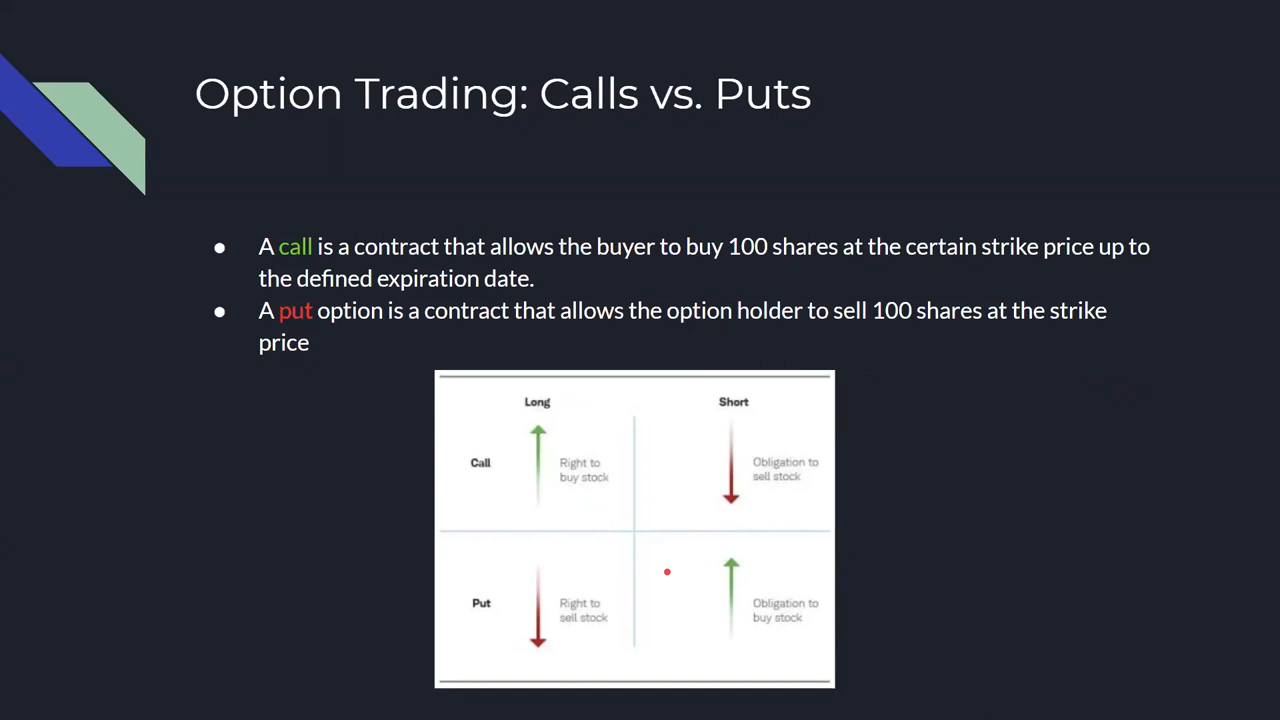 Option Trading: Calls vs. Puts
● A call is a contract that allows the buyer to buy 100 shares at the certain strike price up to
the defined expiration date.
● A put option is a contract that allows the option holder to sell 100 shares at the strike
price
Long
Short
Call
Right to
buy stock
Obligation to
sell stock
Put
Right to
sell stock
Obligation to
buy stock